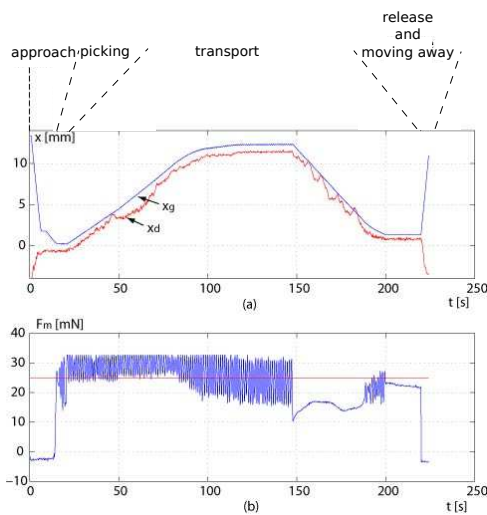 release
and
approach picking transport moving away
x [mm]
10
5
0
xg
xd
0 50 100 150 200 250
(a) t [s]
Fm [mN]
40
30
20
10
0
−10
0 50 100 150 200 250
(b) t [s]